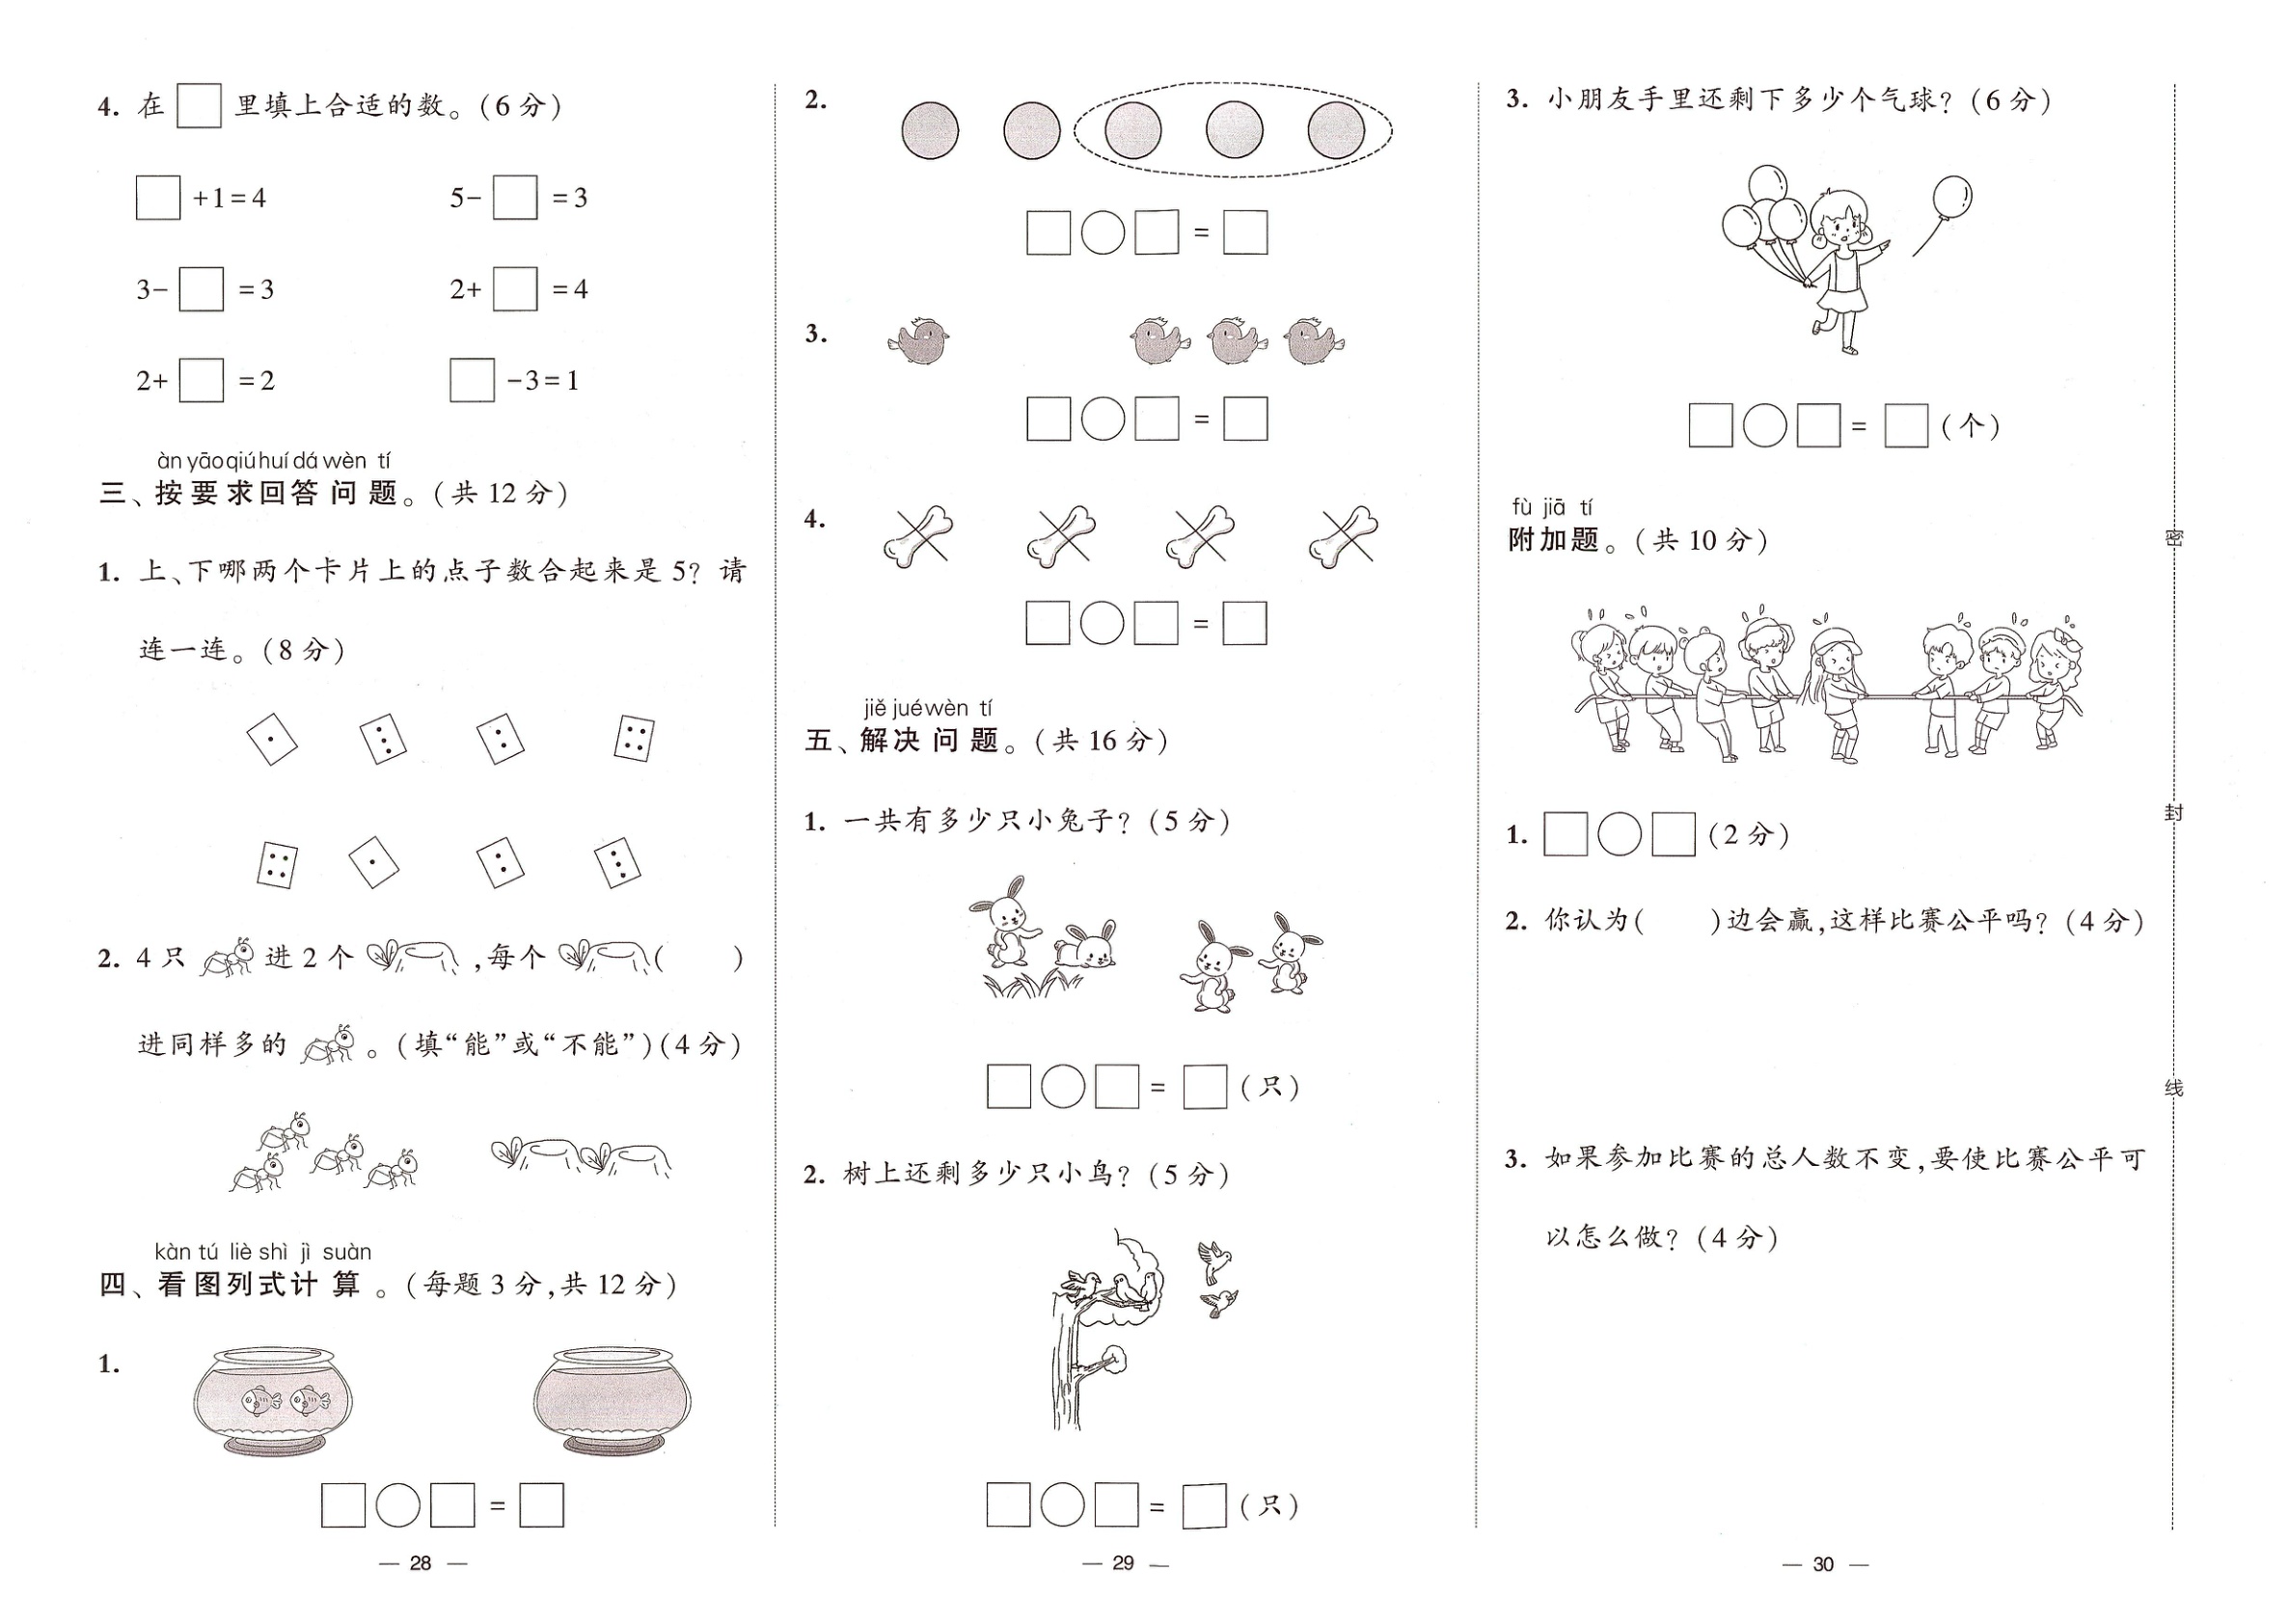 4. 在□里填上合适的数。(6分)
□+1=4 5-□=3
3-□=3 2+□=4
2+□=2 □-3=1
àn yāo qiú huí dá wèn tí
三、按要求回答问题。(共12分)
1. 上、下哪两个卡片上的点子数合起来是5? 请
连一连。(8分)
2. 4只 进2个 ,每个 ( )
进同样多的 。(填“能”或“不能”)(4分)
kàn tú liè shì jì suàn
四、看图列式计算。(每题3分,共12分)
1.
□○□=□
— 28 —
2.
□○□=□
3.
□○□=□
4.
□○□=□
jiě jué wèn tí
五、解决问题。(共16分)
1. 一共有多少只小兔子? (5分)
□○□=□(只)
2. 树上还剩多少只小鸟? (5分)
□○□=□(只)
— 29 —
3. 小朋友手里还剩下多少个气球? (6分)
□○□=□(个)
fù jiā tí
附加题。(共10分)
1. □○□(2分)
2. 你认为( )边会赢,这样比赛公平吗? (4分)
3. 如果参加比赛的总人数不变,要使比赛公平可
以怎么做? (4分)
— 30 —
密
封
线